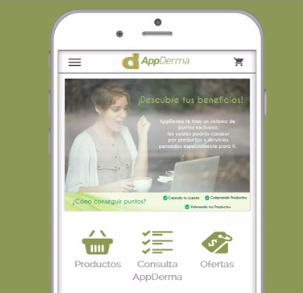 AppDerma
¡Descubre tus beneficios!
AppDerma te trae un sistema de
puntos exclusivo,
los cuales podrás canjear
por productos y servicios
pensados especialmente para ti.
¿Cómo conseguir puntos?
Creando tu cuenta
Comprando Productos
Valorando tus Productos
Productos
Consulta
AppDerma
Ofertas